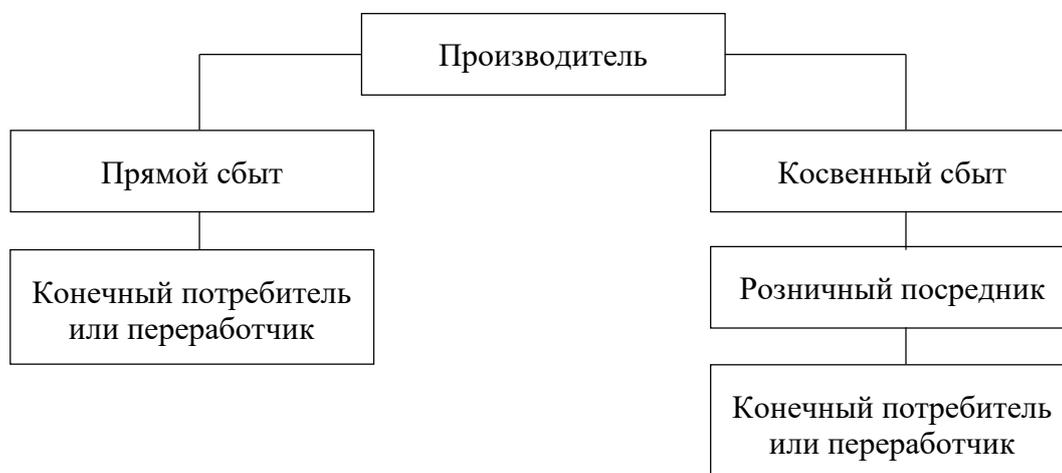 Производитель
Прямой сбыт
Косвенный сбыт
Конечный потребитель
или переработчик
Розничный посредник
Конечный потребитель
или переработчик